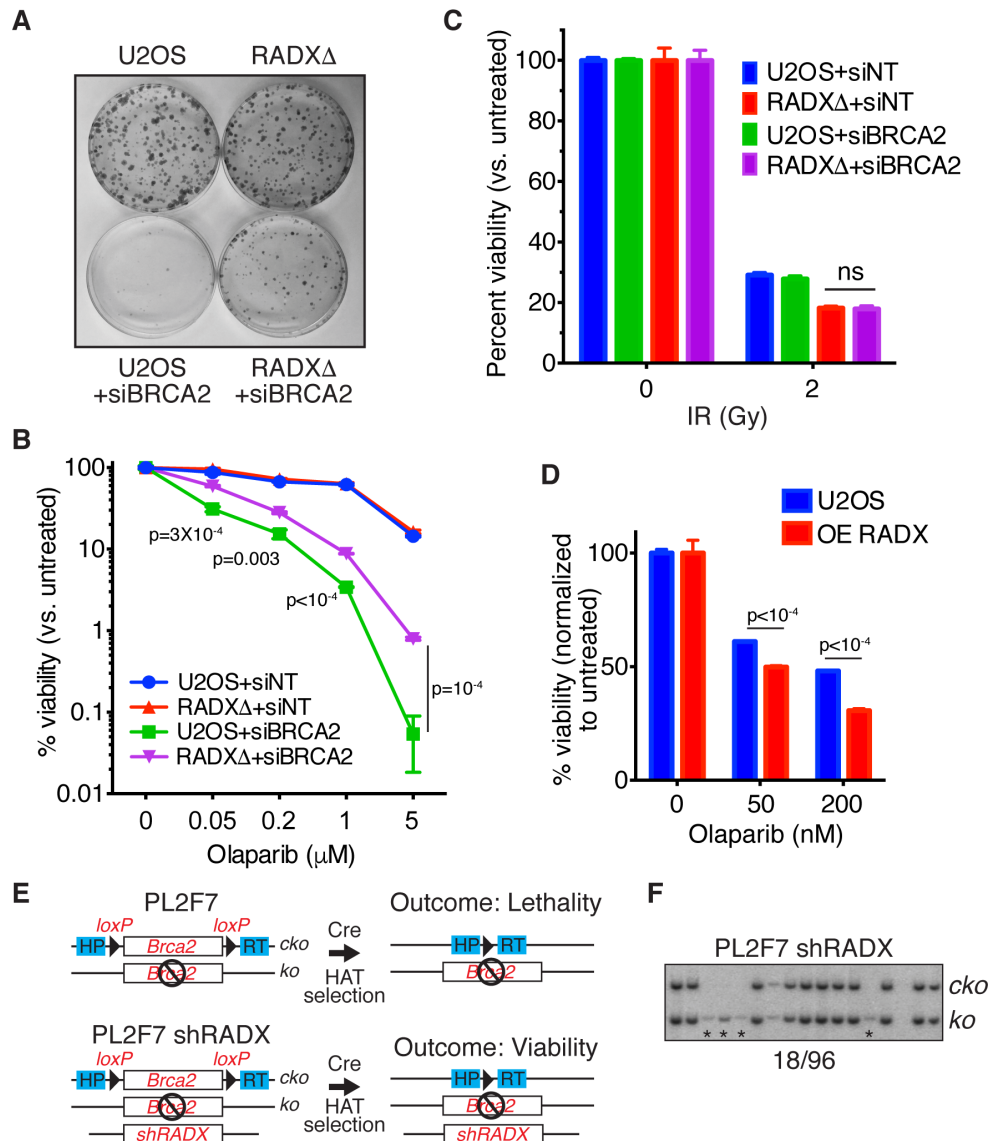 A
U2OS RADXΔ
U2OS
+siBRCA2
RADXΔ
+siBRCA2
B
% viability (vs. untreated)
100
10
1
0.1
0.01
p=3X10-4
p=0.003
p<10-4
p=10-4
U2OS+siNT
RADXΔ+siNT
U2OS+siBRCA2
RADXΔ+siBRCA2
0 0.05 0.2 1 5
Olaparib (μM)
C
Percent viability (vs. untreated)
100
80
60
40
20
0
U2OS+siNT
RADXΔ+siNT
U2OS+siBRCA2
RADXΔ+siBRCA2
ns
0 2
IR (Gy)
D
% viability (normalized
to untreated)
100
50
0
U2OS
OE RADX
p<10-4
p<10-4
0 50 200
Olaparib (nM)
E
PL2F7
loxP loxP
HP Brca2 RT cko
Brca2 ko
Cre
HAT
selection
Outcome: Lethality
HP RT
Brca2
PL2F7 shRADX
loxP loxP
HP Brca2 RT cko
Brca2 ko
shRADX
Cre
HAT
selection
Outcome: Viability
HP RT
Brca2
shRADX
F
PL2F7 shRADX
cko
ko
* * * *
18/96